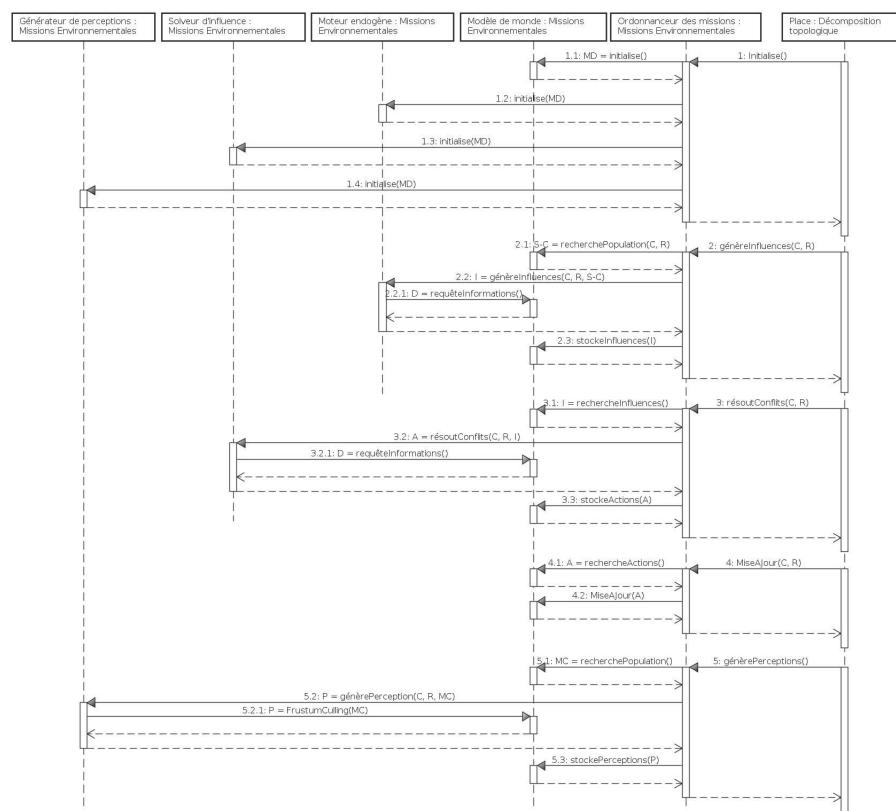 Générateur de perceptions :
Missions Environnementales
Solveur d'influence :
Missions Environnementales
Moteur endogène : Missions
Environnementales
Modèle de monde : Missions
Environnementales
Ordonnanceur des missions :
Missions Environnementales
Place : Décomposition
topologique
1.1: MD = initialise()
1: Initialise()
1.2: initialise(MD)
1.3: initialise(MD)
1.4: initialise(MD)
2.1: S-C = recherchePopulation(C, R)
2: génèreInfluences(C, R)
2.2: I = génèreInfluences(C, R, S-C)
2.2.1: D = requêteInformations()
2.3: stockeInfluences(I)
3.1: I = rechercheInfluences()
3: résoutConflits(C, R)
3.2: A = résoutConflits(C, R, I)
3.2.1: D = requêteInformations()
3.3: stockeActions(A)
4.1: A = rechercheActions()
4: MiseAJour(C, R)
4.2: MiseAJour(A)
5.1: MC = recherchePopulation()
5: génèrePerceptions()
5.2: P = génèrePerception(C, R, MC)
5.2.1: P = FrustumCulling(MC)
5.3: stockePerceptions(P)